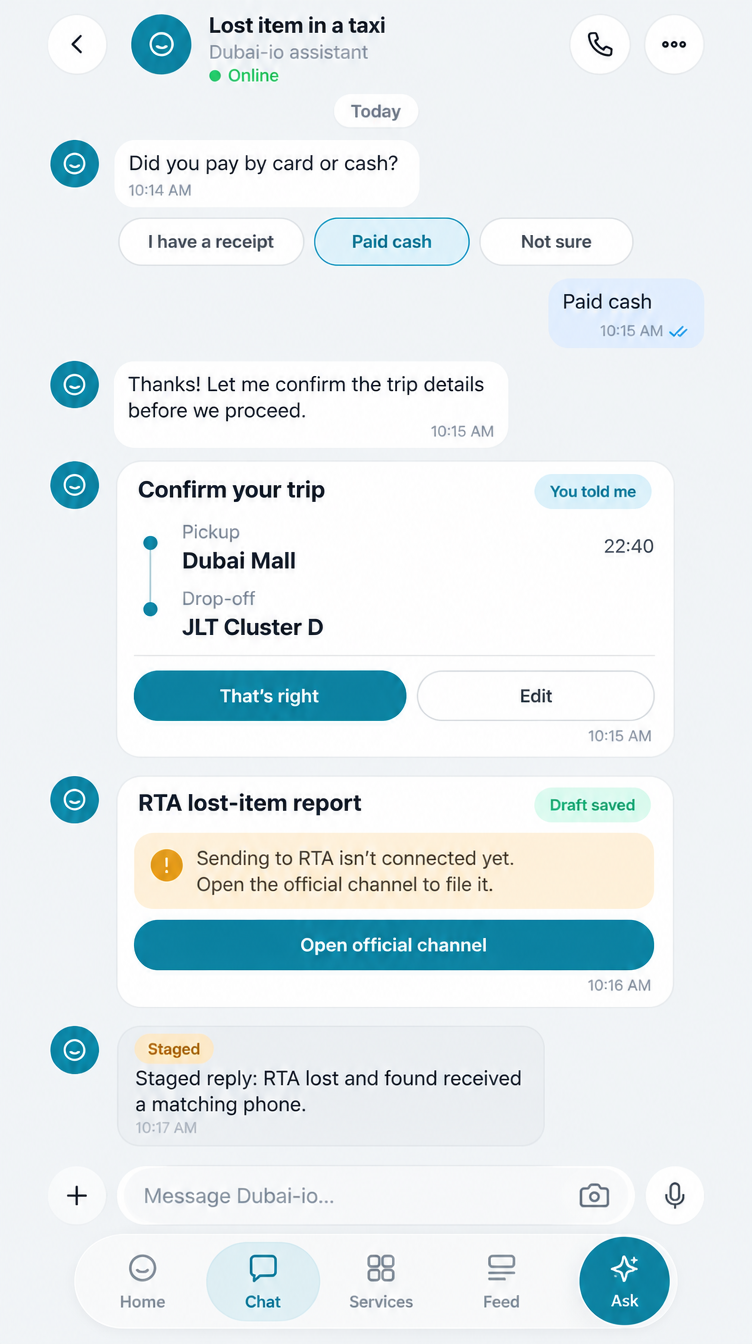 Lost item in a taxi
Dubai-io assistant
Online
Today
Did you pay by card or cash?
10:14 AM
I have a receipt
Paid cash
Not sure
Paid cash
10:15 AM
Thanks! Let me confirm the trip details
before we proceed.
10:15 AM
Confirm your trip
You told me
Pickup
Dubai Mall
22:40
Drop-off
JLT Cluster D
That's right
Edit
10:15 AM
RTA lost-item report
Draft saved
Sending to RTA isn't connected yet.
Open the official channel to file it.
Open official channel
10:16 AM
Staged
Staged reply: RTA lost and found received
a matching phone.
10:17 AM
Message Dubai-io...
Home
Chat
Services
Feed
Ask